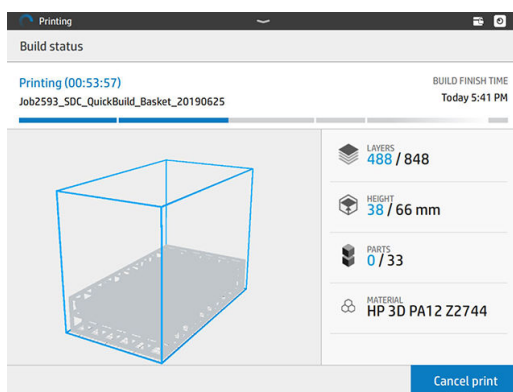 Printing
Build status
Printing (00:53:57)
Job2593_SDC_QuickBuild_Basket_20190625
BUILD FINISH TIME
Today 5:41 PM
LAYERS
488 / 848
HEIGHT
38 / 66 mm
PARTS
0 / 33
MATERIAL
HP 3D PA12 Z2744
Cancel print